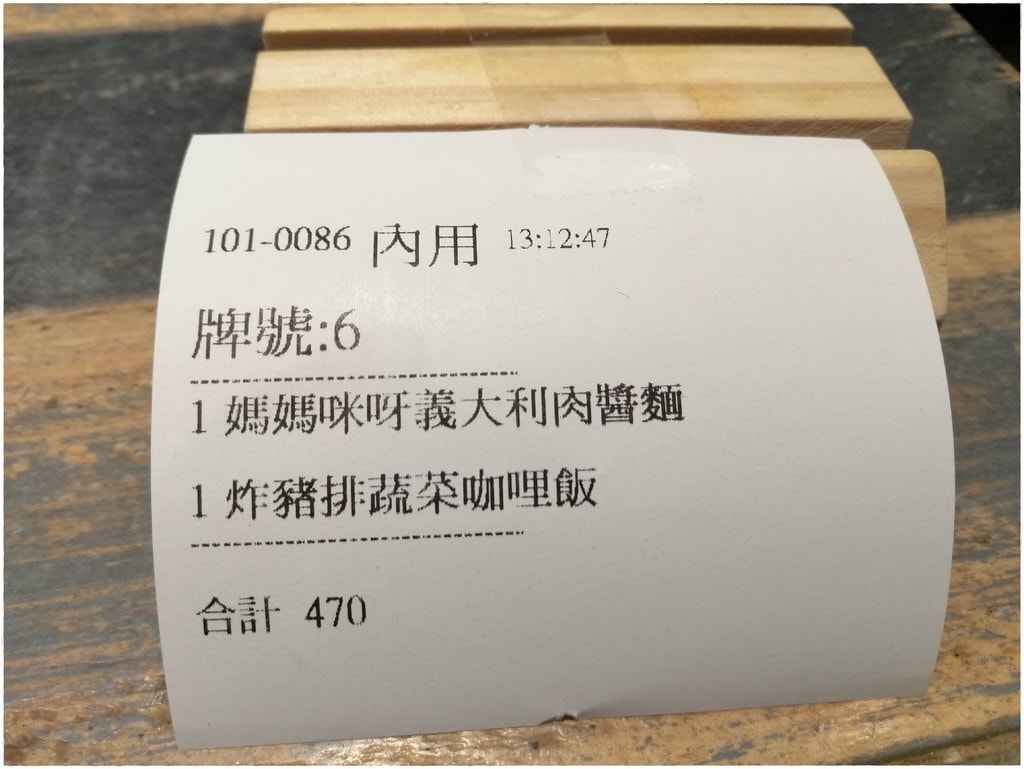 101-0086 內用 13:12:47
牌號:6
1 媽媽咪呀義大利肉醬麵
1 炸豬排蔬菜咖哩飯
合計 470